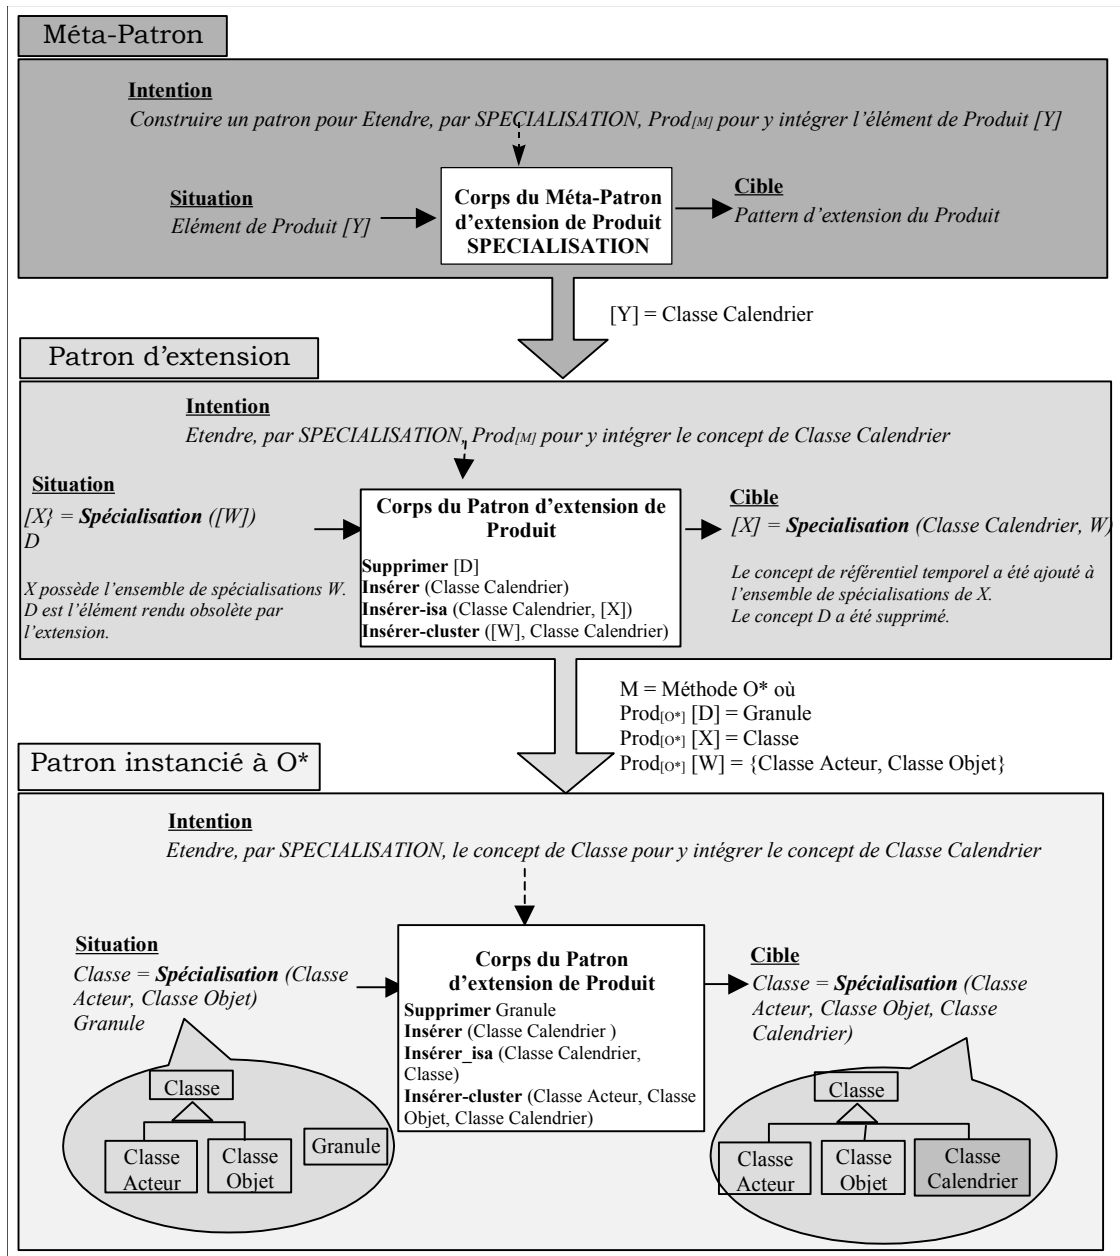 Méta-Patron
Intention
Construire un patron pour Etendre, par SPECIALISATION, Prod[M] pour y intégrer l'élément de Produit [Y]
Situation
Elément de Produit [Y]
Corps du Méta-Patron
d'extension de Produit
SPECIALISATION
Cible
Pattern d'extension du Produit
[Y] = Classe Calendrier
Patron d'extension
Intention
Etendre, par SPECIALISATION, Prod[M] pour y intégrer le concept de Classe Calendrier
Situation
[X} = Spécialisation ([W])
D
X possède l'ensemble de spécialisations W.
D est l'élément rendu obsolète par
l'extension.
Corps du Patron d'extension de
Produit
Supprimer [D]
Insérer (Classe Calendrier)
Insérer-isa (Classe Calendrier, [X])
Insérer-cluster ([W], Classe Calendrier)
Cible
[X] = Specialisation (Classe Calendrier, W)
Le concept de référentiel temporel a été ajouté à
l'ensemble de spécialisations de X.
Le concept D a été supprimé.
M = Méthode O* où
Prod[O*] [D] = Granule
Prod[O*] [X] = Classe
Prod[O*] [W] = {Classe Acteur, Classe Objet}
Patron instancié à O*
Intention
Etendre, par SPECIALISATION, le concept de Classe pour y intégrer le concept de Classe Calendrier
Situation
Classe = Spécialisation (Classe
Acteur, Classe Objet)
Granule
Corps du Patron
d'extension de Produit
Supprimer Granule
Insérer (Classe Calendrier )
Insérer_isa (Classe Calendrier,
Classe)
Insérer-cluster (Classe Acteur, Classe
Objet, Classe Calendrier)
Cible
Classe = Spécialisation (Classe
Acteur, Classe Objet, Classe
Calendrier)
Classe
Classe
Acteur
Classe
Objet
Granule
Classe
Classe
Acteur
Classe
Objet
Classe
Calendrier